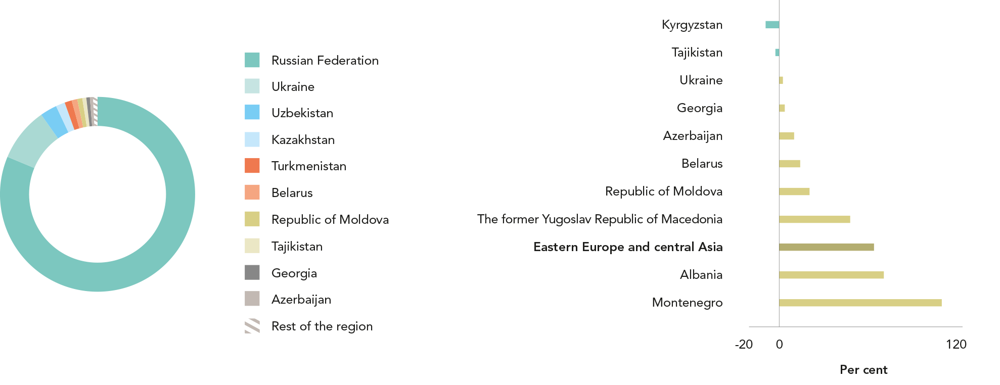 Russian Federation
Ukraine
Uzbekistan
Kazakhstan
Turkmenistan
Belarus
Republic of Moldova
Tajikistan
Georgia
Azerbaijan
Rest of the region
Kyrgyzstan
Tajikistan
Ukraine
Georgia
Azerbaijan
Belarus
Republic of Moldova
The former Yugoslav Republic of Macedonia
Eastern Europe and central Asia
Albania
Montenegro
-20 0 120
Per cent